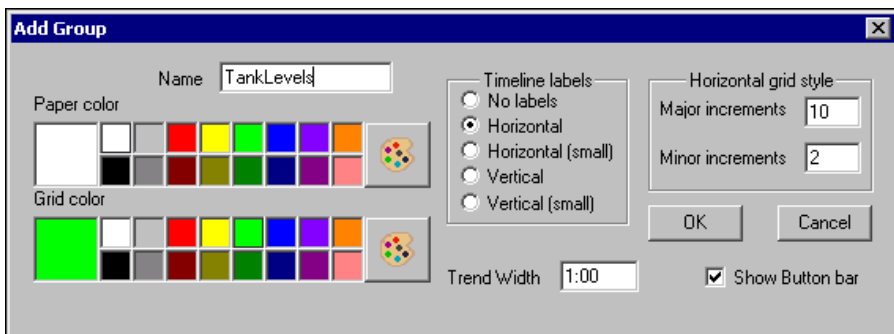 Add Group
Name TankLevels
Paper color
Grid color
Timeline labels
No labels
Horizontal
Horizontal (small)
Vertical
Vertical (small)
Trend Width 1:00
Horizontal grid style
Major increments 10
Minor increments 2
OK Cancel
Show Button bar